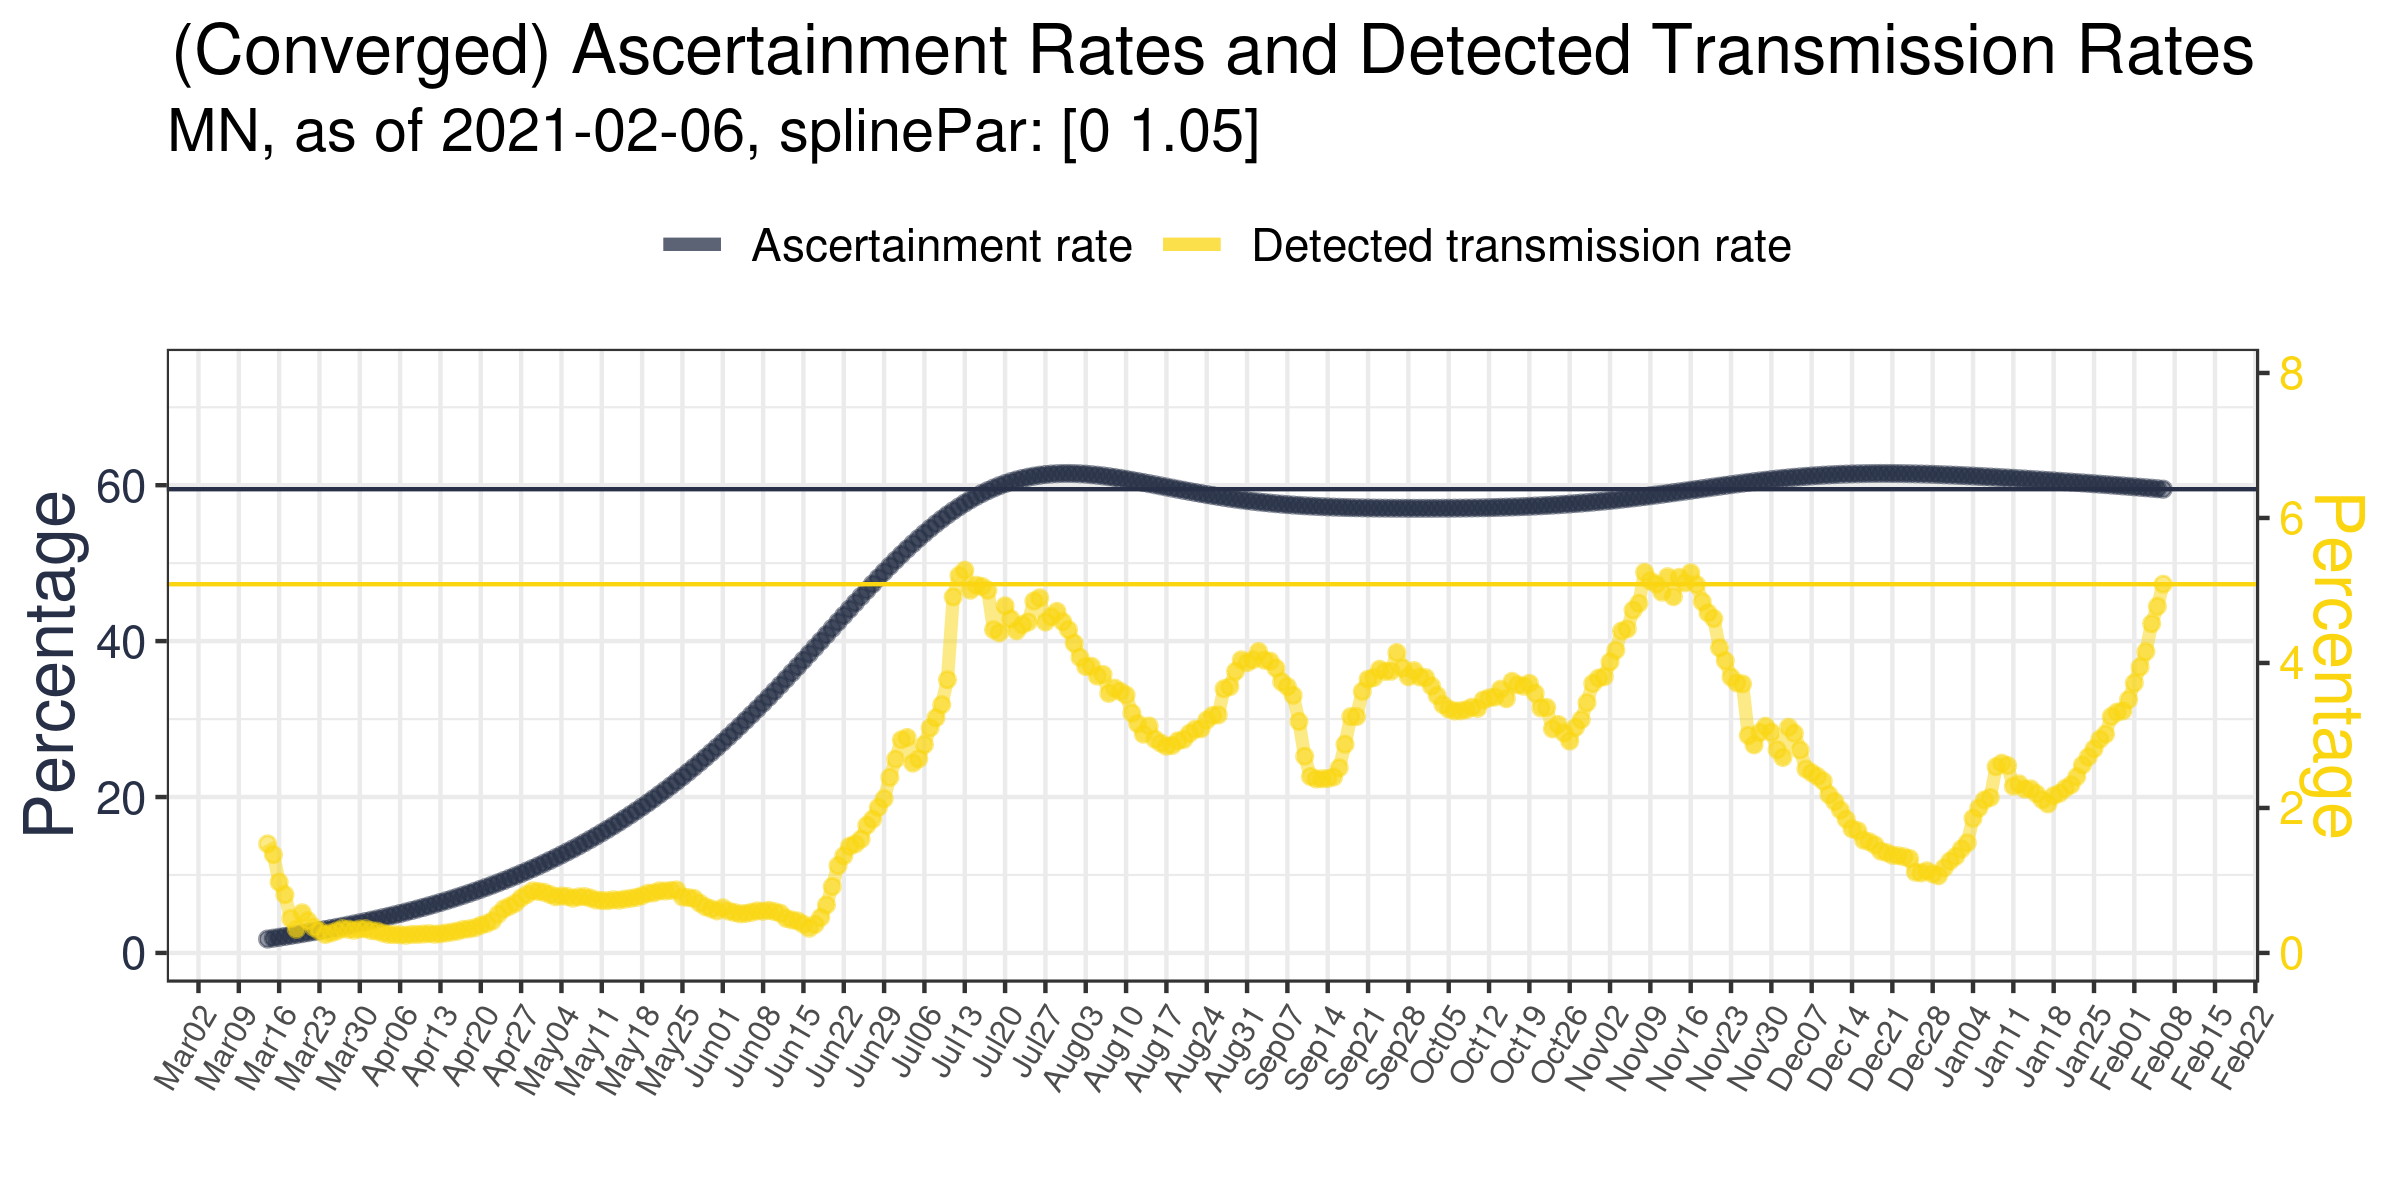 (Converged) Ascertainment Rates and Detected Transmission Rates
MN, as of 2021-02-06, splinePar: [0 1.05]
Ascertainment rate Detected transmission rate
Percentage
60
40
20
0
8
6
4
2
0
Percentage
Mar02 Mar09 Mar16 Mar23 Mar30 Apr06 Apr13 Apr20 Apr27 May04 May11 May18 May25 Jun01 Jun08 Jun15 Jun22 Jun29 Jul06 Jul13 Jul20 Jul27 Aug03 Aug10 Aug17 Aug24 Aug31 Sep07 Sep14 Sep21 Sep28 Oct05 Oct12 Oct19 Oct26 Nov02 Nov09 Nov16 Nov23 Nov30 Dec07 Dec14 Dec21 Dec28 Jan04 Jan11 Jan18 Jan25 Feb01 Feb08 Feb15 Feb22